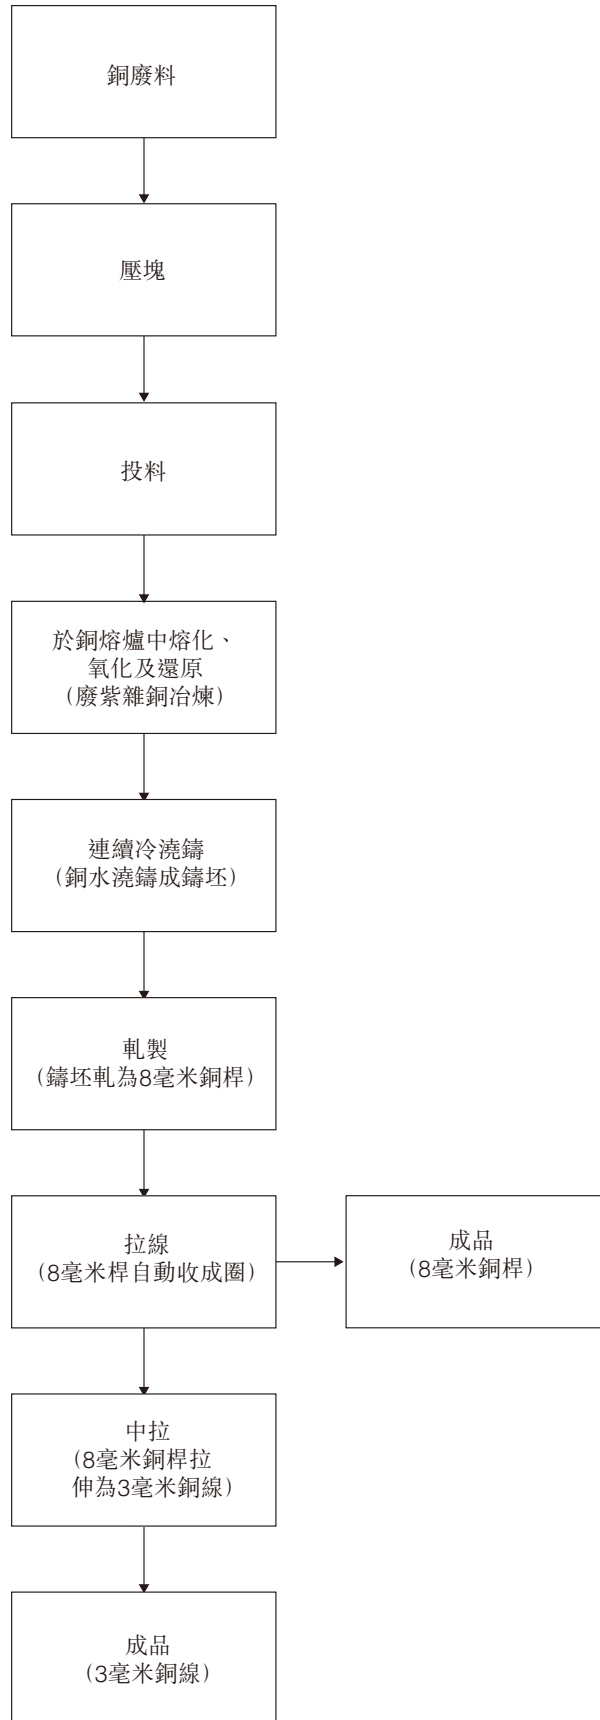 銅廢料
壓塊
投料
於銅熔爐中熔化、
氧化及還原
（廢紫雜銅冶煉）
連續冷澆鑄
（銅水澆鑄成鑄坯）
軋製
（鑄坯軋為8毫米銅桿）
拉線
（8毫米桿自動收成圈）
成品
（8毫米銅桿）
中拉
（8毫米銅桿拉
伸為3毫米銅線）
成品
（3毫米銅線）